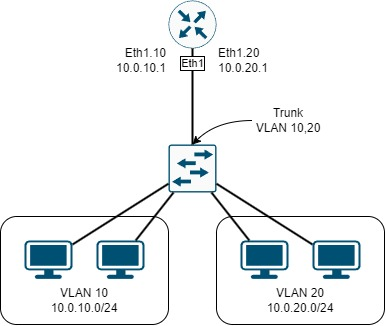 Eth1.10
10.0.10.1
Eth1.20
10.0.20.1
Eth1
Trunk
VLAN 10,20
VLAN 10
10.0.10.0/24
VLAN 20
10.0.20.0/24